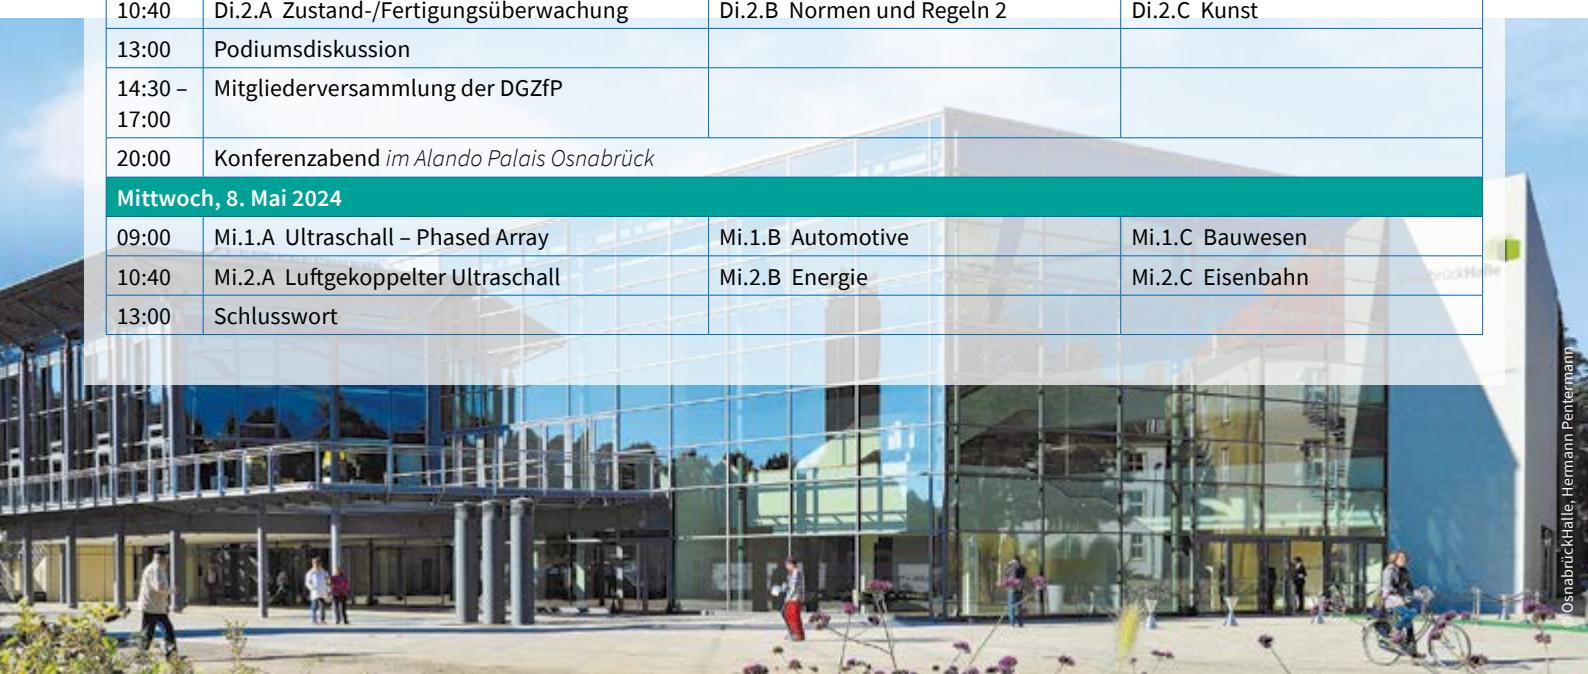 10:40 Di.2.A Zustand-/Fertigungsüberwachung Di.2.B Normen und Regeln 2 Di.2.C Kunst
13:00 Podiumsdiskussion
14:30 – Mitgliederversammlung der DGZfP
17:00
20:00 Konferenzabend im Alando Palais Osnabrück
Mittwoch, 8. Mai 2024
09:00 Mi.1.A Ultraschall – Phased Array Mi.1.B Automotive Mi.1.C Bauwesen
10:40 Mi.2.A Luftgekoppelter Ultraschall Mi.2.B Energie Mi.2.C Eisenbahn
13:00 Schlusswort
OsnabrückHalle
© OsnabrückHalle, Hermann Pentermann